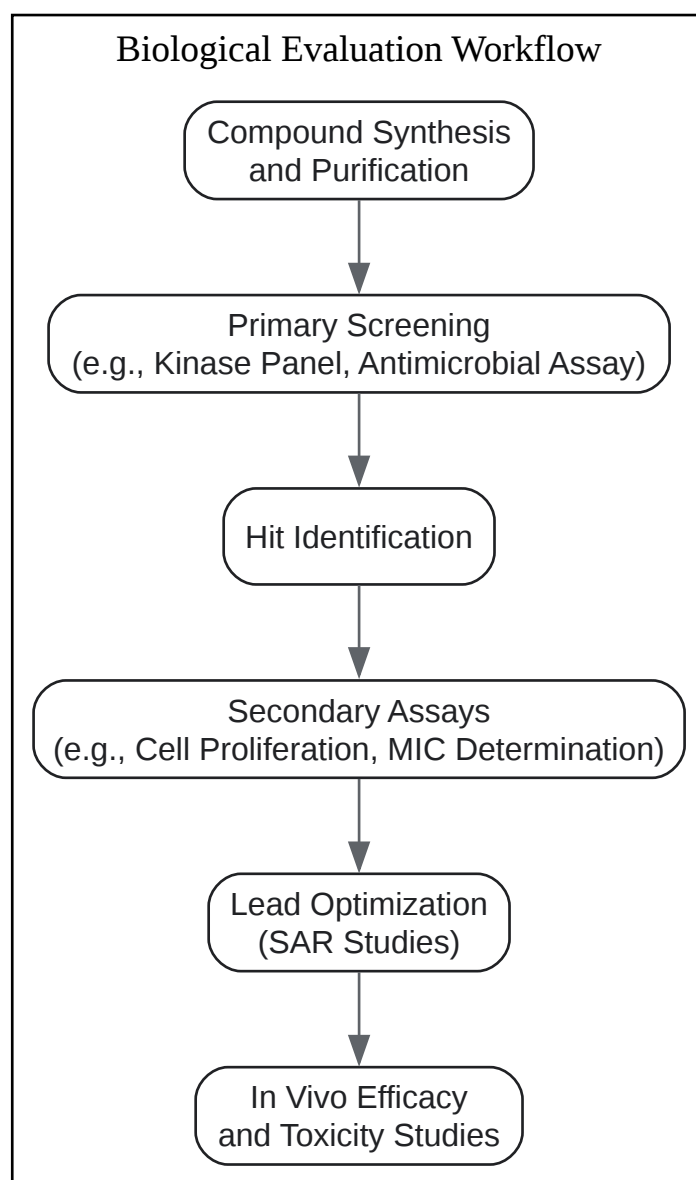 Biological Evaluation Workflow
Compound Synthesis
and Purification
Primary Screening
(e.g., Kinase Panel, Antimicrobial Assay)
Hit Identification
Secondary Assays
(e.g., Cell Proliferation, MIC Determination)
Lead Optimization
(SAR Studies)
In Vivo Efficacy
and Toxicity Studies